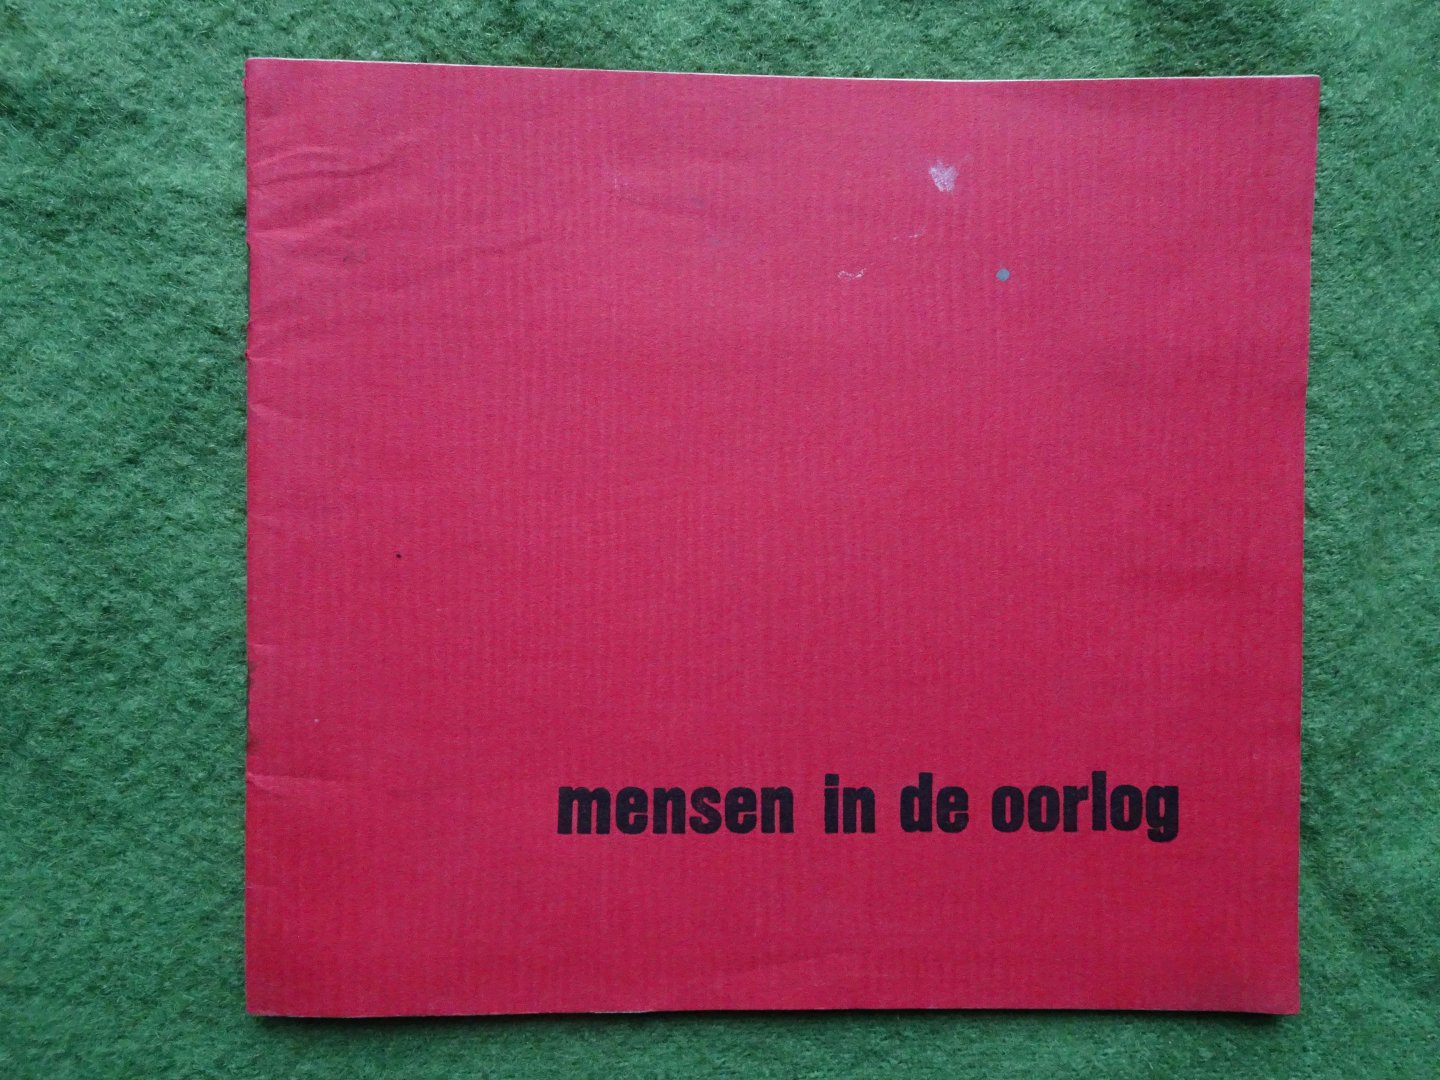 mensen in de oorlog